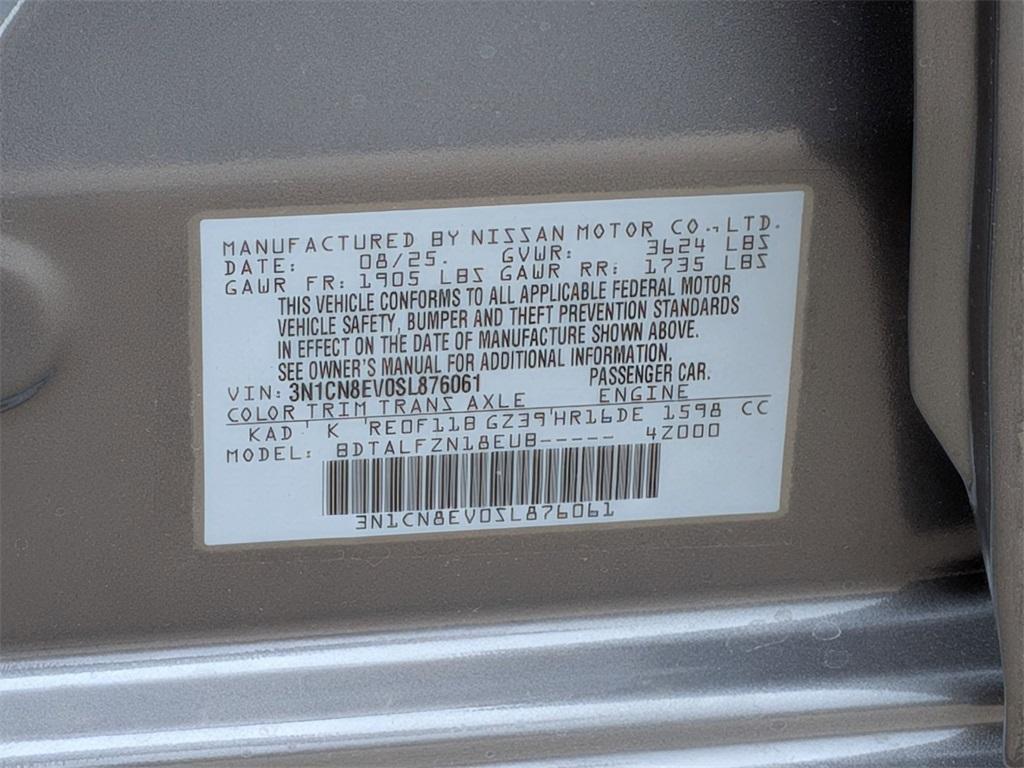 MANUFACTURED BY NISSAN MOTOR CO.,LTD.
DATE: 08/25. GVWR: 3624 LBS
GAWR FR: 1905 LBS GAWR RR: 1735 LBS
THIS VEHICLE CONFORMS TO ALL APPLICABLE FEDERAL MOTOR
VEHICLE SAFETY, BUMPER AND THEFT PREVENTION STANDARDS
IN EFFECT ON THE DATE OF MANUFACTURE SHOWN ABOVE.
SEE OWNER'S MANUAL FOR ADDITIONAL INFORMATION.
VIN: 3N1CN8EV0SL876061 PASSENGER CAR.
COLOR TRIM TRANS AXLE ENGINE
KAD ' K ' RE0F11B GZ39'HR16DE 1598 CC
MODEL: BDTALFZN18EUB----- 4Z000
3N1CN8EV0SL876061